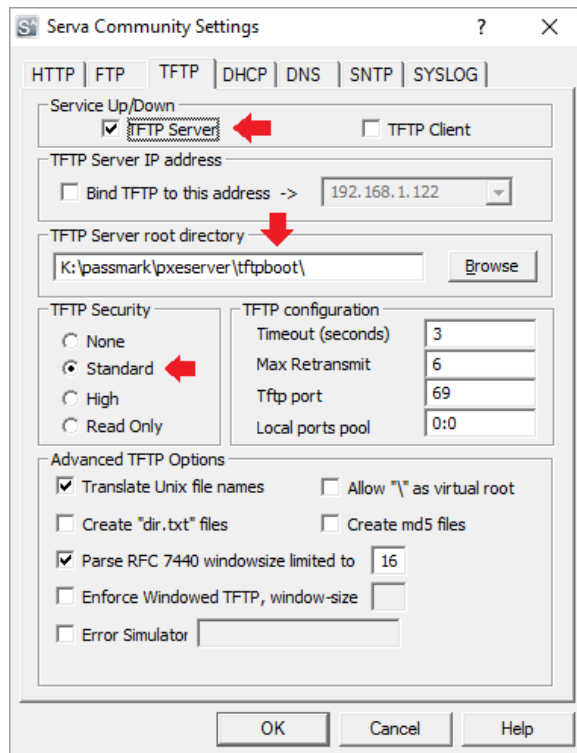 Serva Community Settings ? X
HTTP FTP TFTP DHCP DNS SNTP SYSLOG
Service Up/Down
TFTP Server TFTP Client
TFTP Server IP address
Bind TFTP to this address -> 192.168.1.122
TFTP Server root directory
K:\passmark\pxeserver\tftpboot\ Browse
TFTP Security TFTP configuration
None Timeout (seconds) 3
Standard Max Retransmit 6
High Tftp port 69
Read Only Local ports pool 0:0
Advanced TFTP Options
Translate Unix file names Allow "\" as virtual root
Create "dir.txt" files Create md5 files
Parse RFC 7440 windowsize limited to 16
Enforce Windowed TFTP, window-size
Error Simulator
OK Cancel Help